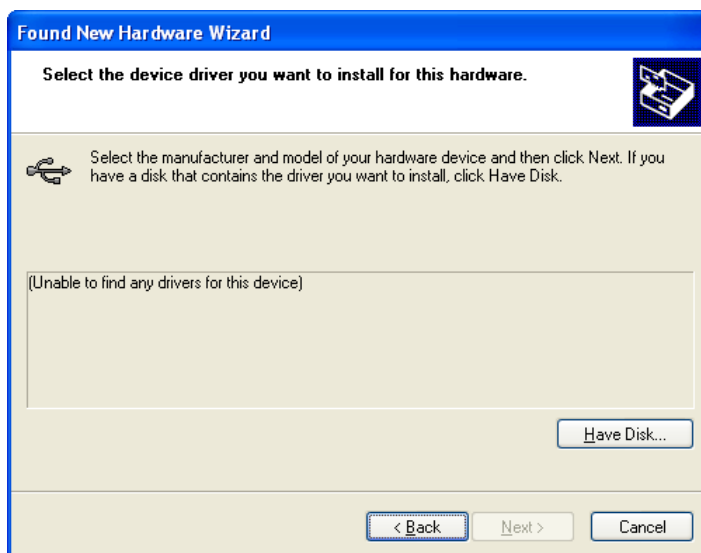 Found New Hardware Wizard
Select the device driver you want to install for this hardware.
Select the manufacturer and model of your hardware device and then click Next. If you
have a disk that contains the driver you want to install, click Have Disk.
(Unable to find any drivers for this device)
Have Disk...
< Back
Next >
Cancel